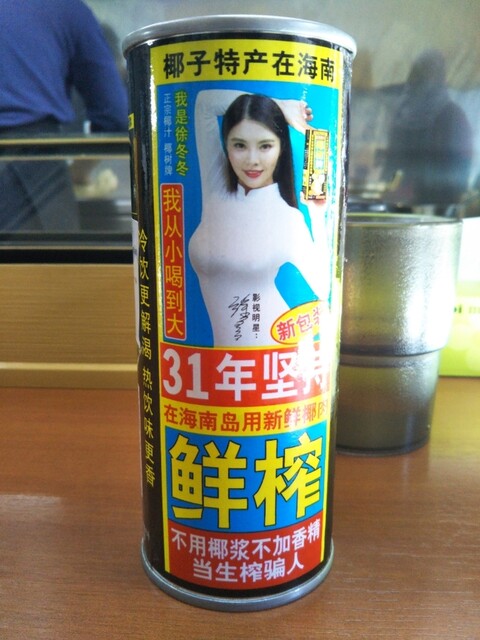 椰子特产在海南
我是徐冬冬
正宗椰汁 椰树牌
我从小喝到大
影视明星：
新包装
31年坚持
在海南岛用新鲜椰肉
鲜榨
不用椰浆不加香精
当生榨骗人
冷饮更解渴 热饮味更香